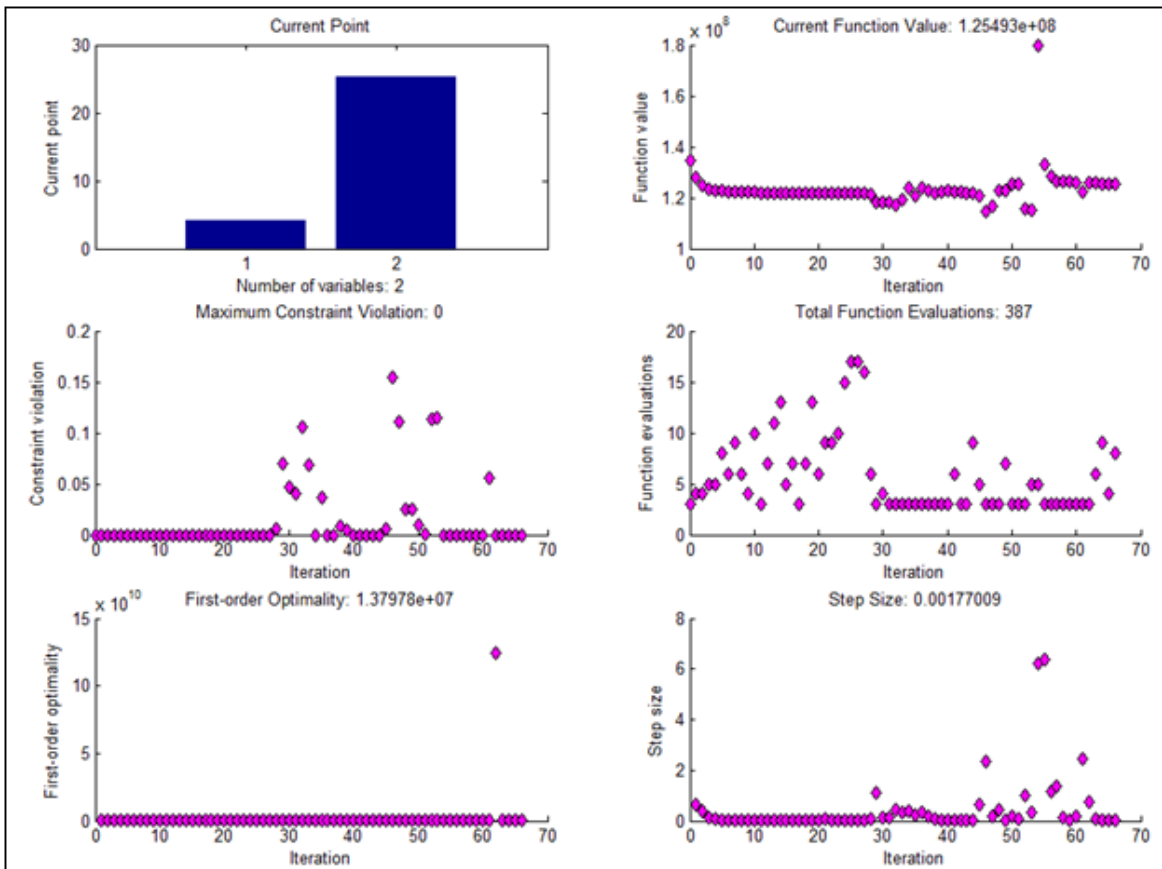 Current Point
30
20
10
0
Current point
1
2
Number of variables: 2
Current Function Value: 1.25493e+08
x 10^8
1.8
1.6
1.4
1.2
1
Function value
0 10 20 30 40 50 60 70
Iteration
Maximum Constraint Violation: 0
0.2
0.15
0.1
0.05
0
Constraint violation
0 10 20 30 40 50 60 70
Iteration
Total Function Evaluations: 387
20
15
10
5
0
Function evaluations
0 10 20 30 40 50 60 70
Iteration
First-order Optimality: 1.37978e+07
x 10^10
15
10
5
0
First-order optimality
0 10 20 30 40 50 60 70
Iteration
Step Size: 0.00177009
8
6
4
2
0
Step size
0 10 20 30 40 50 60 70
Iteration